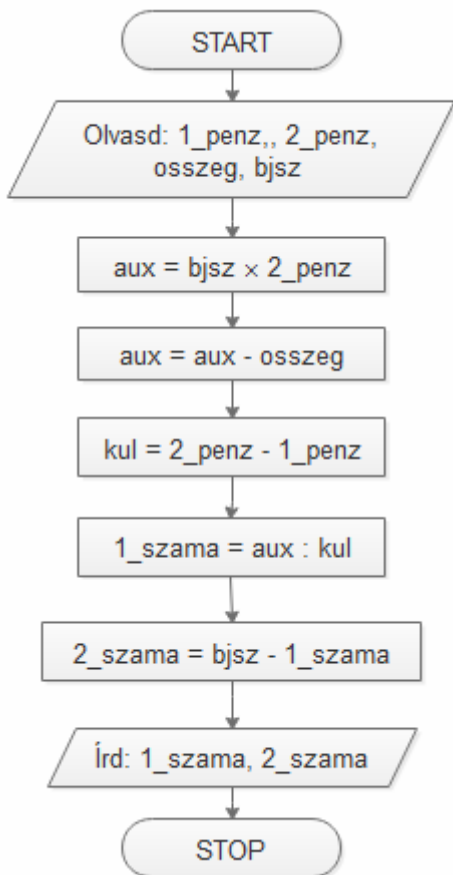 START
Olvasd: 1_penz,, 2_penz,
osszeg, bjsz
aux = bjsz × 2_penz
aux = aux - osszeg
kul = 2_penz - 1_penz
1_szama = aux : kul
2_szama = bjsz - 1_szama
Írd: 1_szama, 2_szama
STOP